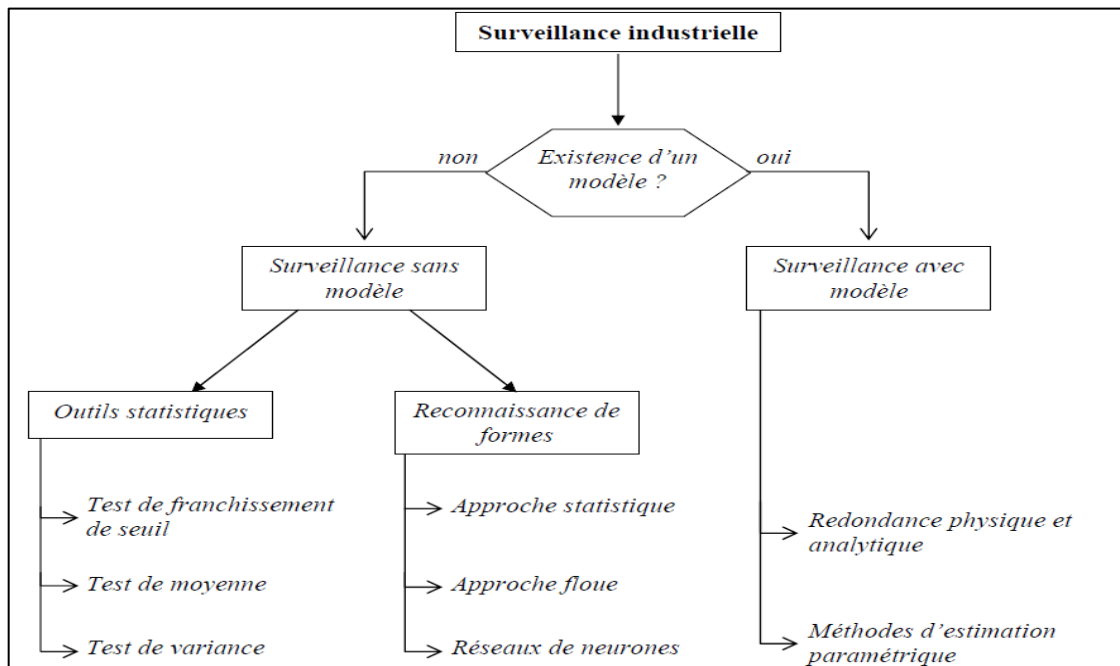 Surveillance industrielle
non
Existence d'un
modèle ?
oui
Surveillance sans
modèle
Surveillance avec
modèle
Outils statistiques
Reconnaissance de
formes
Test de franchissement
de seuil
Test de moyenne
Test de variance
Approche statistique
Approche floue
Réseaux de neurones
Redondance physique et
analytique
Méthodes d'estimation
paramétrique